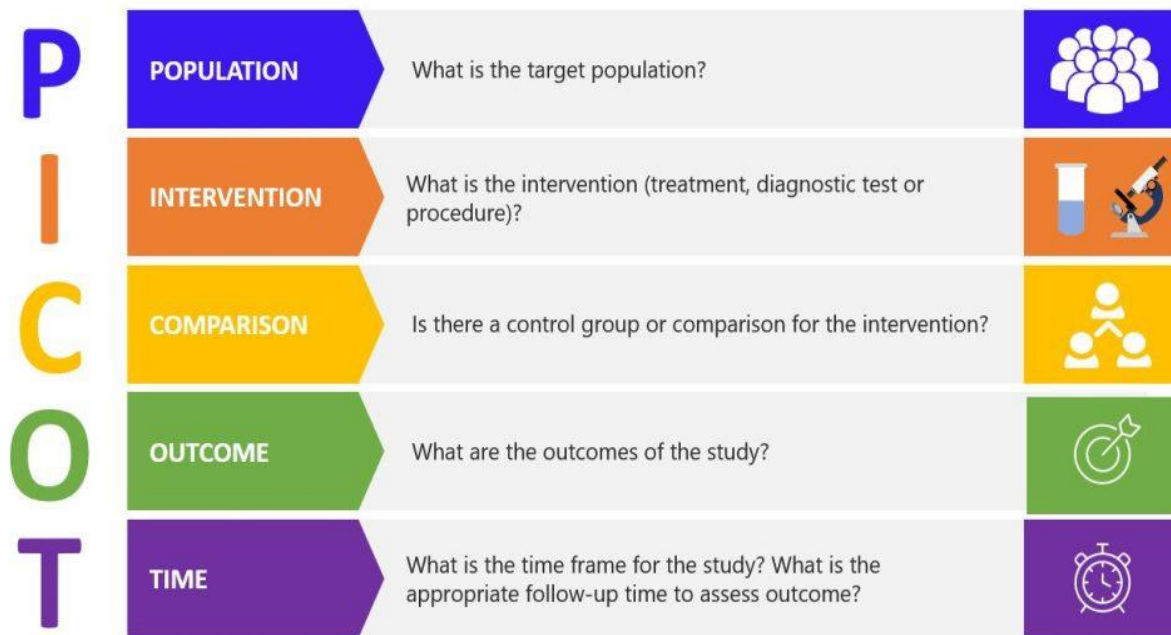 P
POPULATION
What is the target population?
I
INTERVENTION
What is the intervention (treatment, diagnostic test or
procedure)?
C
COMPARISON
Is there a control group or comparison for the intervention?
O
OUTCOME
What are the outcomes of the study?
T
TIME
What is the time frame for the study? What is the
appropriate follow-up time to assess outcome?